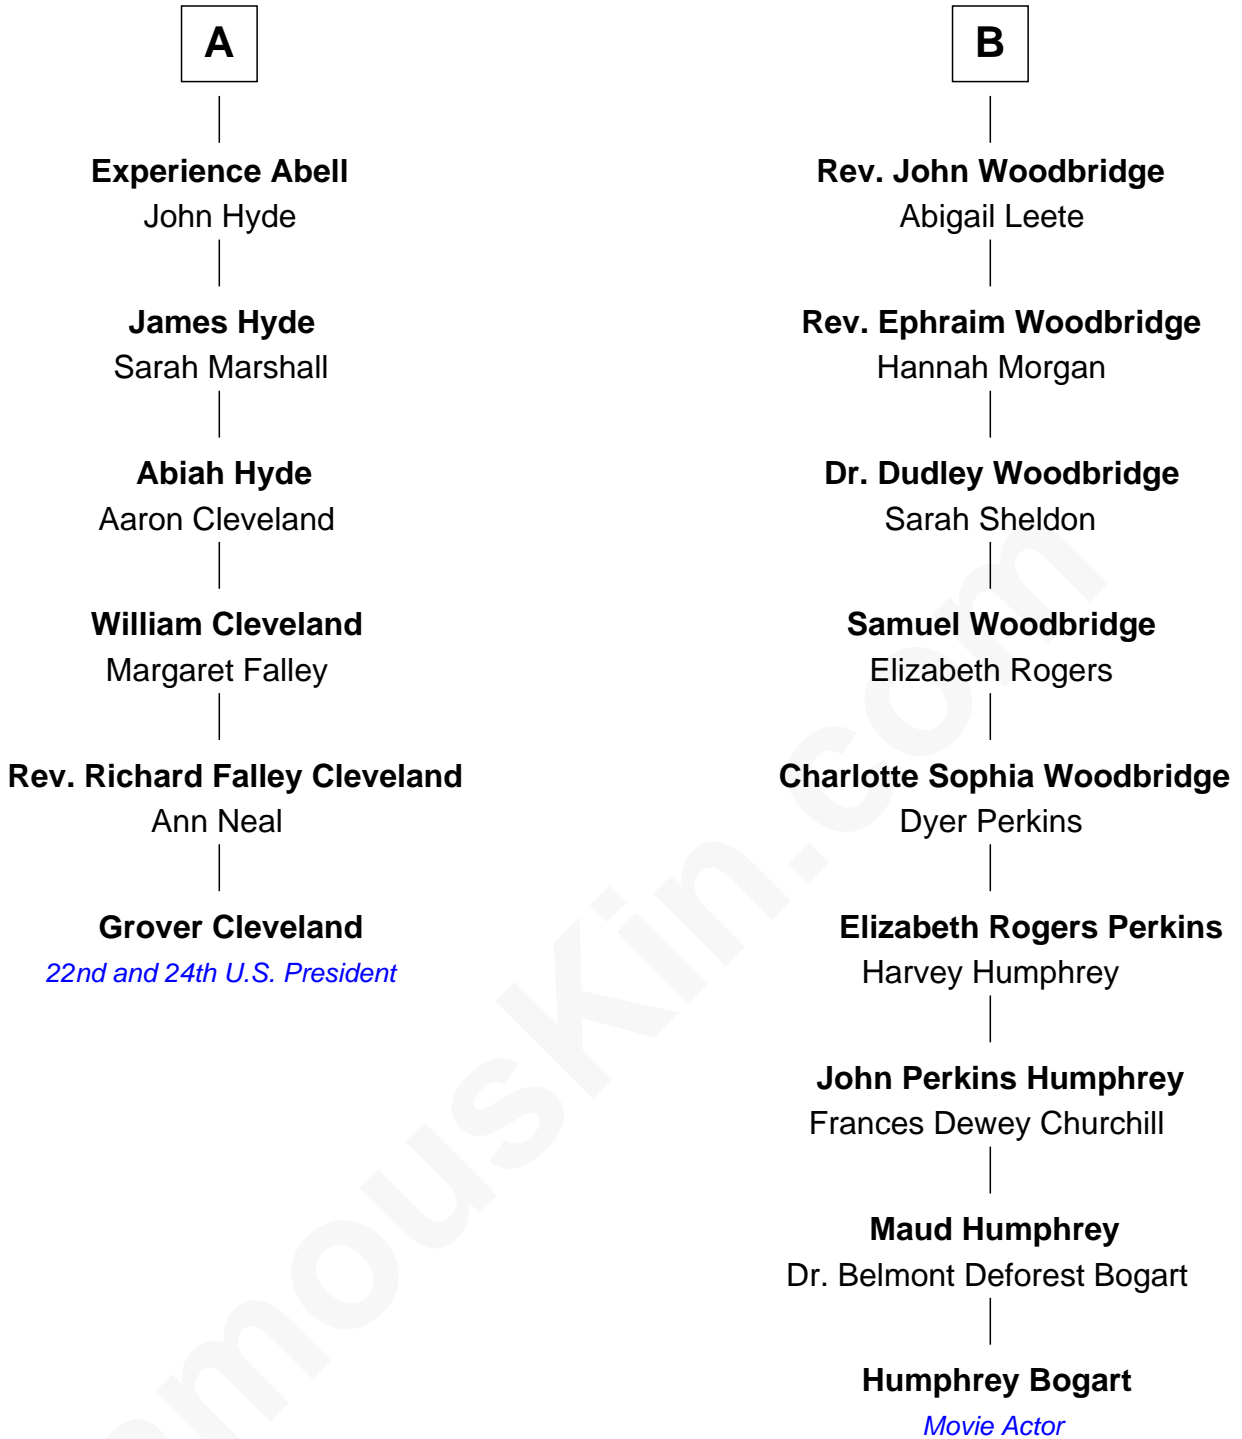 A
Experience Abell
John Hyde
James Hyde
Sarah Marshall
Abiah Hyde
Aaron Cleveland
William Cleveland
Margaret Falley
Rev. Richard Falley Cleveland
Ann Neal
Grover Cleveland
22nd and 24th U.S. President
B
Rev. John Woodbridge
Abigail Leete
Rev. Ephraim Woodbridge
Hannah Morgan
Dr. Dudley Woodbridge
Sarah Sheldon
Samuel Woodbridge
Elizabeth Rogers
Charlotte Sophia Woodbridge
Dyer Perkins
Elizabeth Rogers Perkins
Harvey Humphrey
John Perkins Humphrey
Frances Dewey Churchill
Maud Humphrey
Dr. Belmont Deforest Bogart
Humphrey Bogart
Movie Actor
amouskin.com